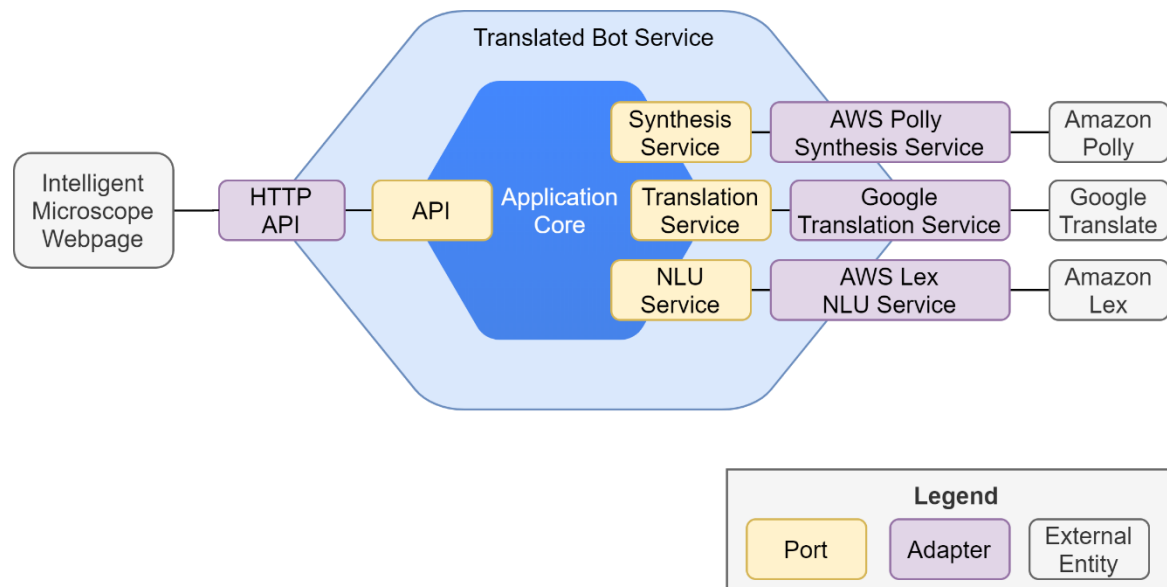 Translated Bot Service
Intelligent
Microscope
Webpage
HTTP
API
API
Application
Core
Synthesis
Service
AWS Polly
Synthesis Service
Amazon
Polly
Translation
Service
Google
Translation Service
Google
Translate
NLU
Service
AWS Lex
NLU Service
Amazon
Lex
Legend
Port
Adapter
External
Entity